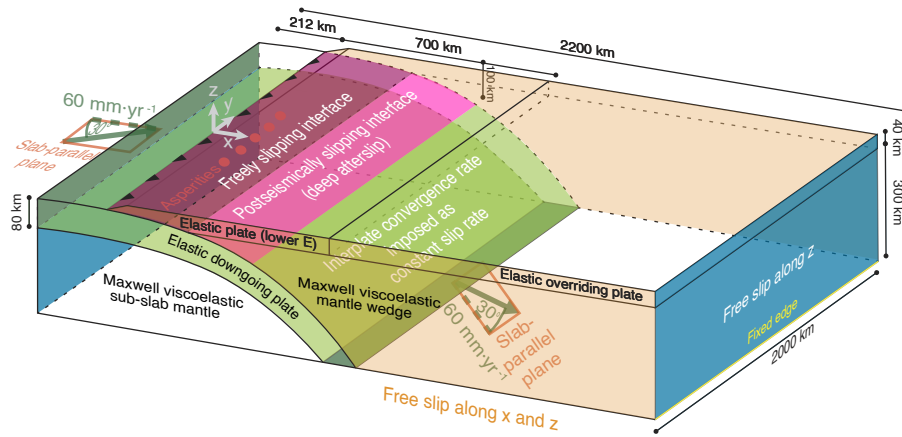 212 km
700 km
2200 km
100 km
40 km
300 km
60 mm·yr⁻¹
30°
Slab-parallel
plane
z
y
x
Asperities
Freely slipping interface
Postseismically slipping interface
(deep afterslip)
Interplate convergence rate
imposed as
constant slip rate
80 km
Elastic plate (lower E)
Elastic downgoing plate
Elastic overriding plate
Maxwell viscoelastic
sub-slab mantle
Maxwell viscoelastic
mantle wedge
30°
60 mm·yr⁻¹
Slab-
parallel
plane
Free slip along z
Fixed edge
2000 km
Free slip along x and z